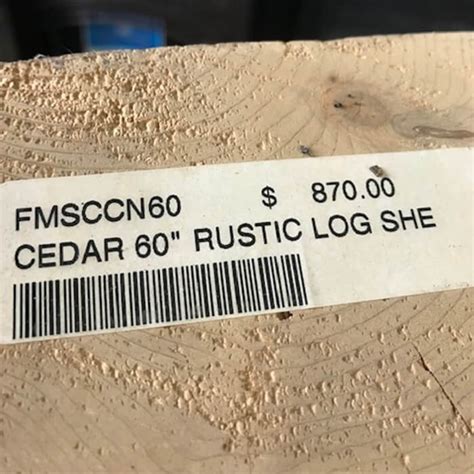 FMSCCN60 $ 870.00
CEDAR 60" RUSTIC LOG SHE